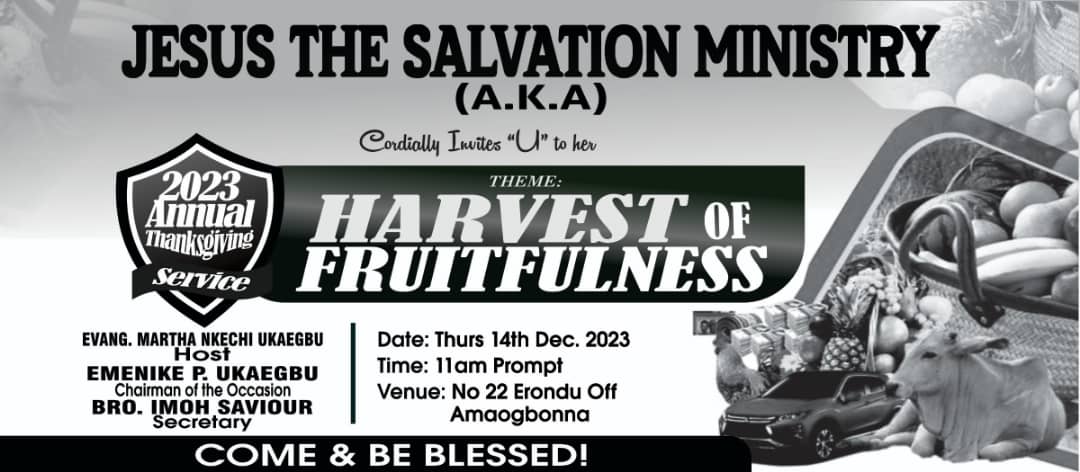 JESUS THE SALVATION MINISTRY
(A.K.A)
Cordially Invites “U” to her
2023
Annual
Thanksgiving
Service
THEME:
HARVEST OF
FRUITFULNESS
EVANG. MARTHA NKECHI UKAEGBU
Host
EMENIKE P. UKAEGBU
Chairman of the Occasion
BRO. IMOH SAVIOUR
Secretary
Date: Thurs 14th Dec. 2023
Time: 11am Prompt
Venue: No 22 Erondu Off
Amaogbonna
COME & BE BLESSED!